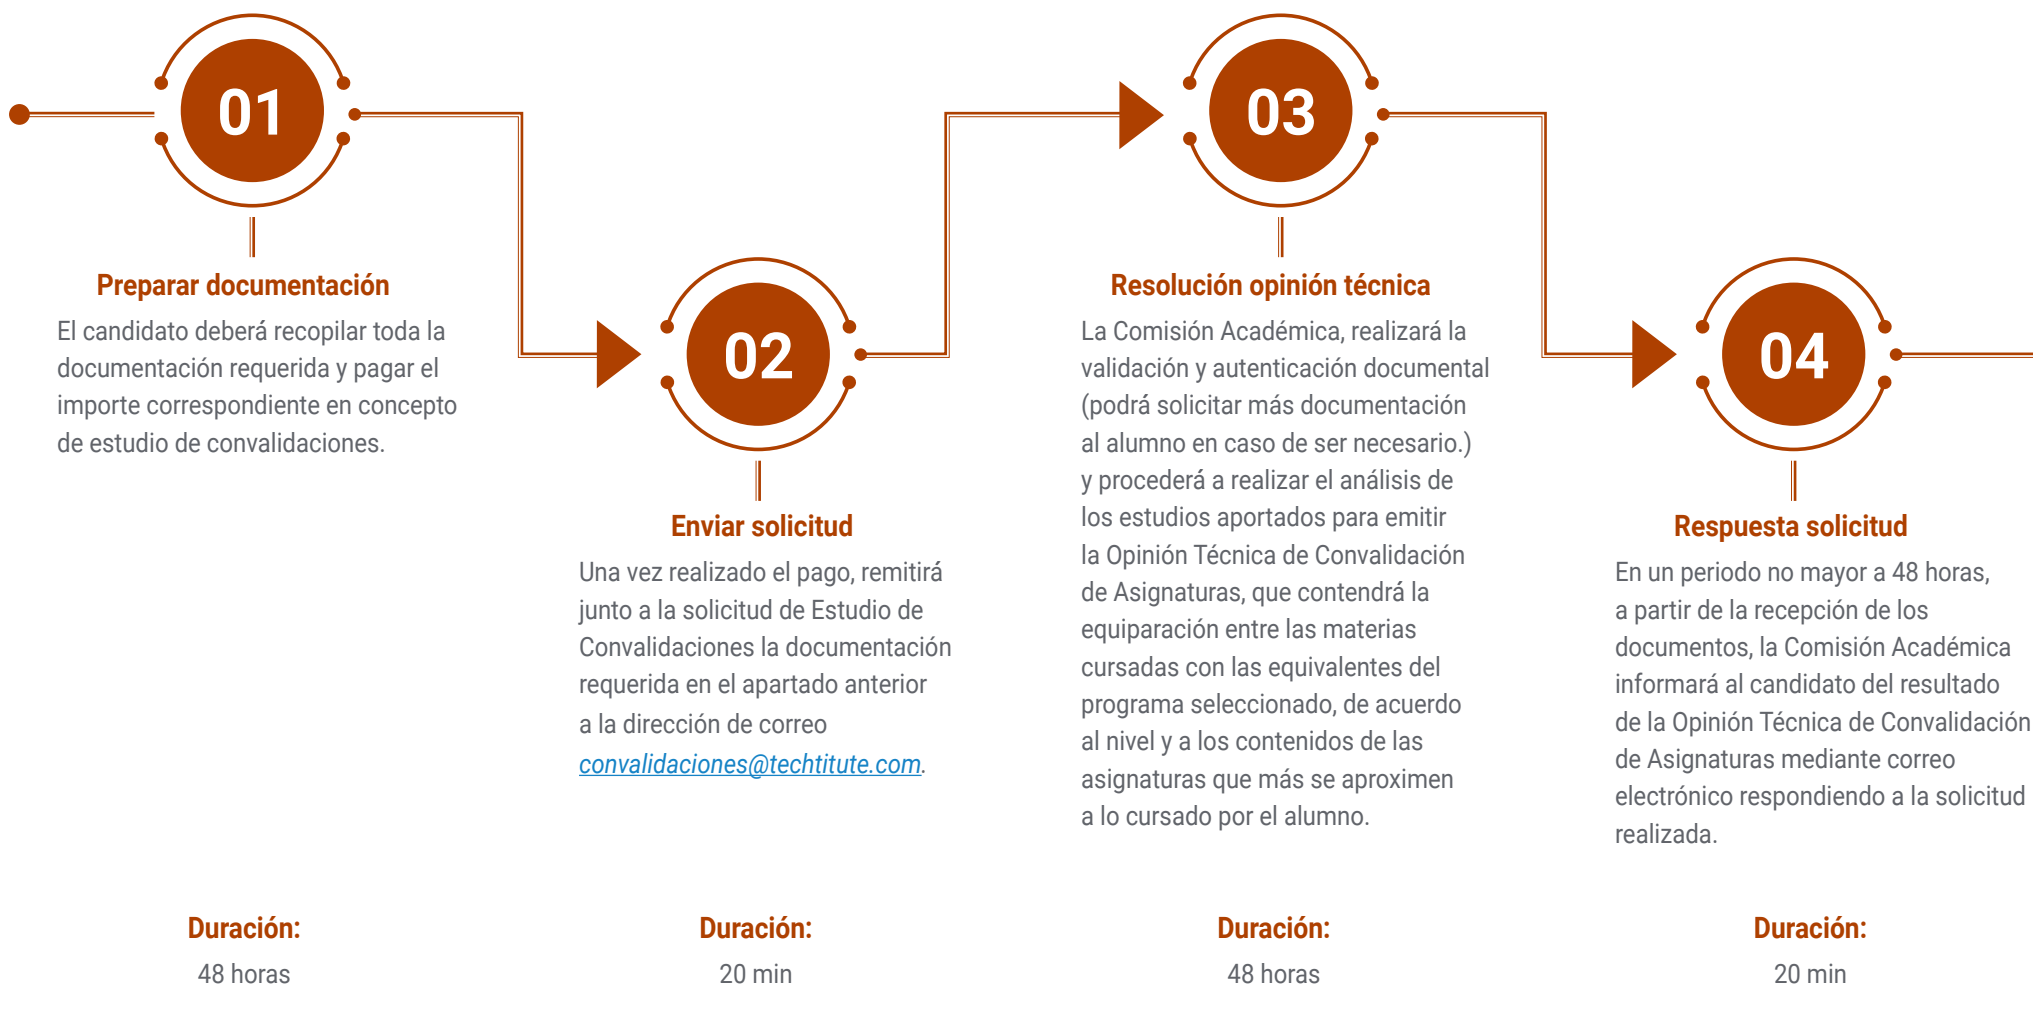 01
Preparar documentación
El candidato deberá recopilar toda la
documentación requerida y pagar el
importe correspondiente en concepto
de estudio de convalidaciones.
Duración:
48 horas
02
Enviar solicitud
Una vez realizado el pago, remitirá
junto a la solicitud de Estudio de
Convalidaciones la documentación
requerida en el apartado anterior
a la dirección de correo
convalidaciones@techtitute.com.
Duración:
20 min
03
Resolución opinión técnica
La Comisión Académica, realizará la
validación y autenticación documental
(podrá solicitar más documentación
al alumno en caso de ser necesario.)
y procederá a realizar el análisis de
los estudios aportados para emitir
la Opinión Técnica de Convalidación
de Asignaturas, que contendrá la
equiparación entre las materias
cursadas con las equivalentes del
programa seleccionado, de acuerdo
al nivel y a los contenidos de las
asignaturas que más se aproximen
a lo cursado por el alumno.
Duración:
48 horas
04
Respuesta solicitud
En un periodo no mayor a 48 horas,
a partir de la recepción de los
documentos, la Comisión Académica
informará al candidato del resultado
de la Opinión Técnica de Convalidación
de Asignaturas mediante correo
electrónico respondiendo a la solicitud
realizada.
Duración:
20 min